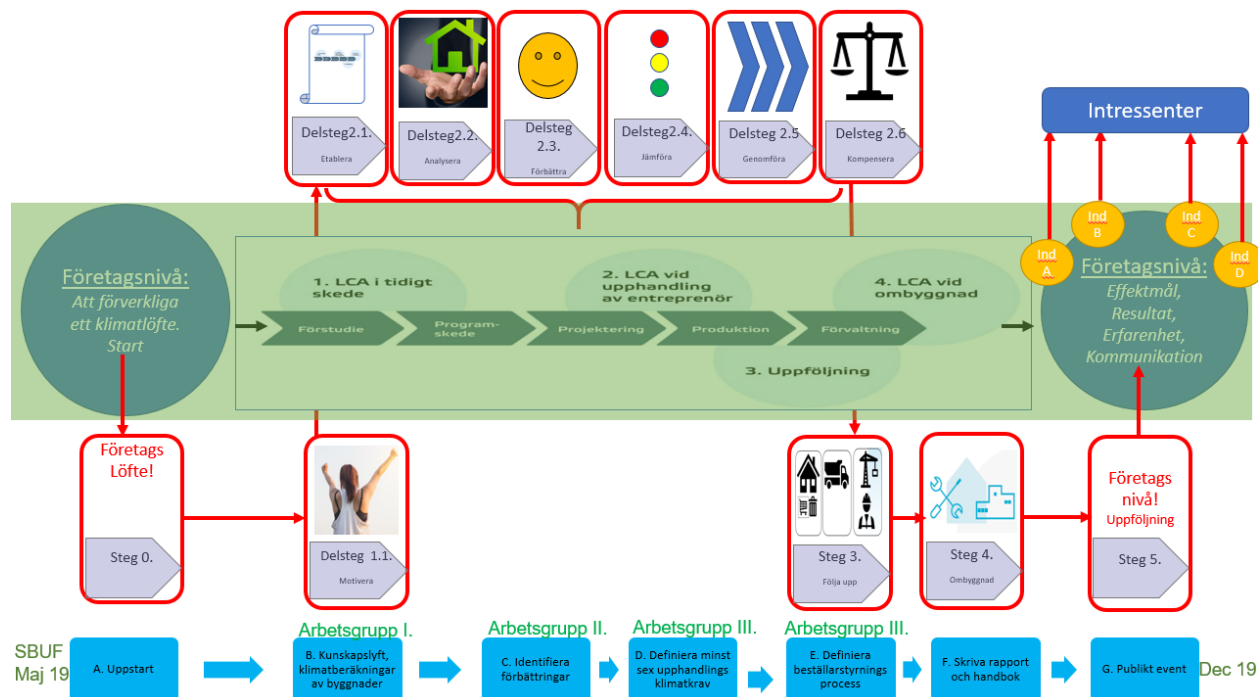 Delsteg2.1.
Etablera
Delsteg2.2.
Analysera
Delsteg
2.3.
Förbättra
Delsteg2.4.
Jämföra
Delsteg 2.5
Genomföra
Delsteg 2.6
Kompensera
Intressenter
Ind
A
Ind
B
Ind
C
Ind
D
Företagsnivå:
Att förverkliga
ett klimatlöfte.
Start
1. LCA i tidigt
skede
2. LCA vid
upphandling
av entreprenör
4. LCA vid
ombyggnad
Förstudie
Program-
skede
Projektering
Produktion
Förvaltning
3. Uppföljning
Företagsnivå:
Effektmål,
Resultat,
Erfarenhet,
Kommunikation
Företags
Löfte!
Steg 0.
Delsteg 1.1.
Motivera
Steg 3.
Följa upp
Steg 4.
Ombyggnad
Företags
nivå!
Uppföljning
Steg 5.
Arbetsgrupp I.
Arbetsgrupp II.
Arbetsgrupp III.
Arbetsgrupp III.
SBUF
Maj 19
A. Uppstart
B. Kunskapslyft,
klimatberäkningar
av byggnader
C. Identifiera
förbättringar
D. Definiera minst
sex upphandlings
klimatkrav
E. Definiera
beställarstyrnings
process
F. Skriva rapport
och handbok
G. Publikt event
Dec 19